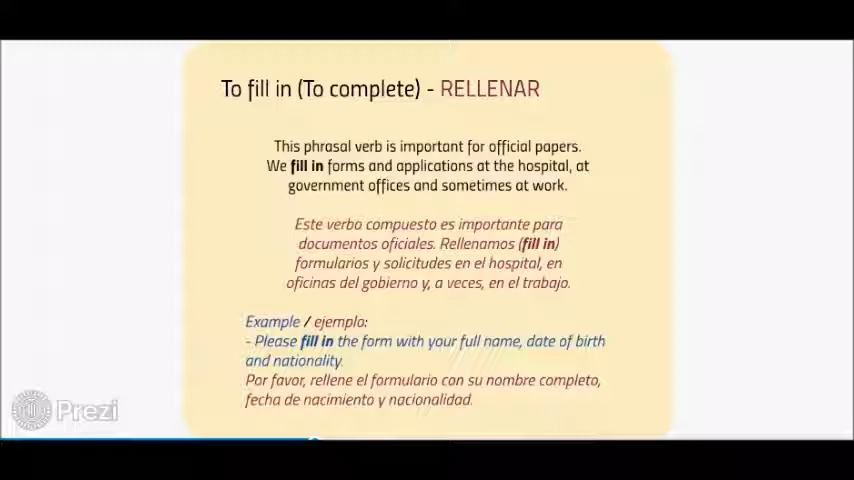 To fill in (To complete) - RELLENAR
This phrasal verb is important for official papers.
We fill in forms and applications at the hospital, at
government offices and sometimes at work.
Este verbo compuesto es importante para
documentos oficiales. Rellenamos (fill in)
formularios y solicitudes en el hospital, en
oficinas del gobierno y, a veces, en el trabajo.
Example / ejemplo:
- Please fill in the form with your full name, date of birth
and nationality.
Por favor, rellene el formulario con su nombre completo,
fecha de nacimiento y nacionalidad.
Prezi